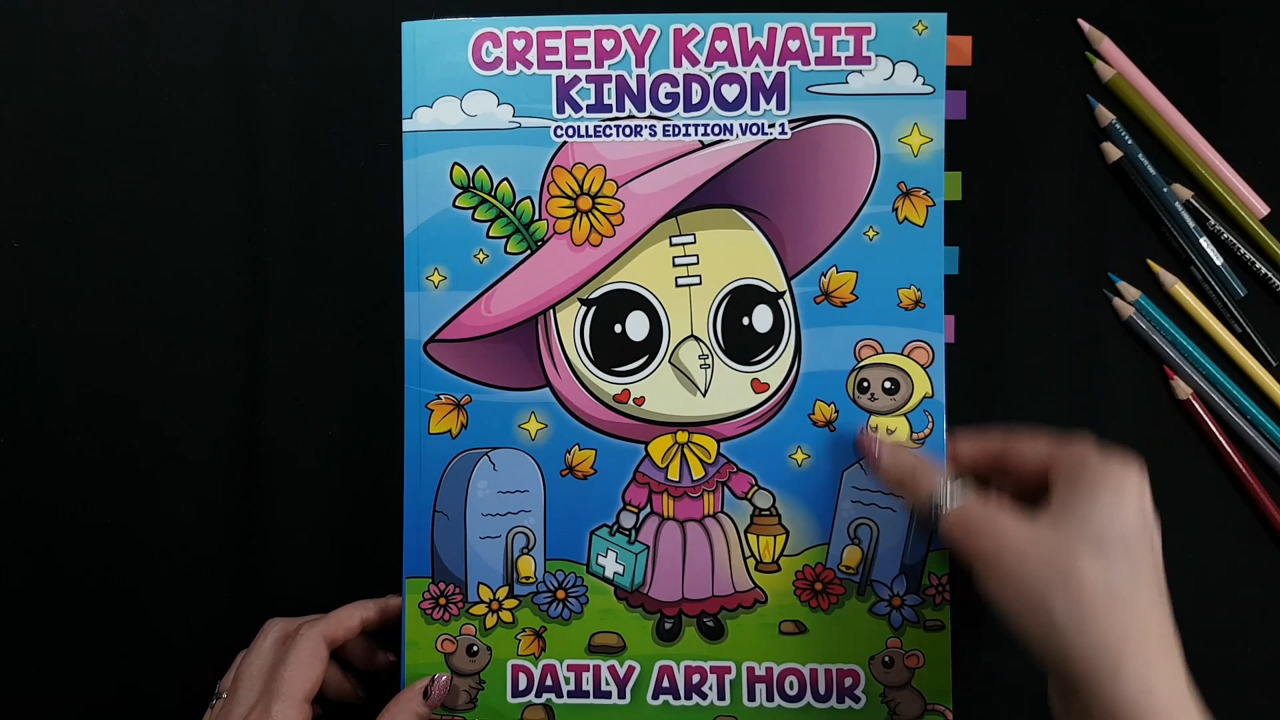 CREEPY KAWAII
KINGDOM
COLLECTOR'S EDITION VOL. 1
DAILY ART HOUR